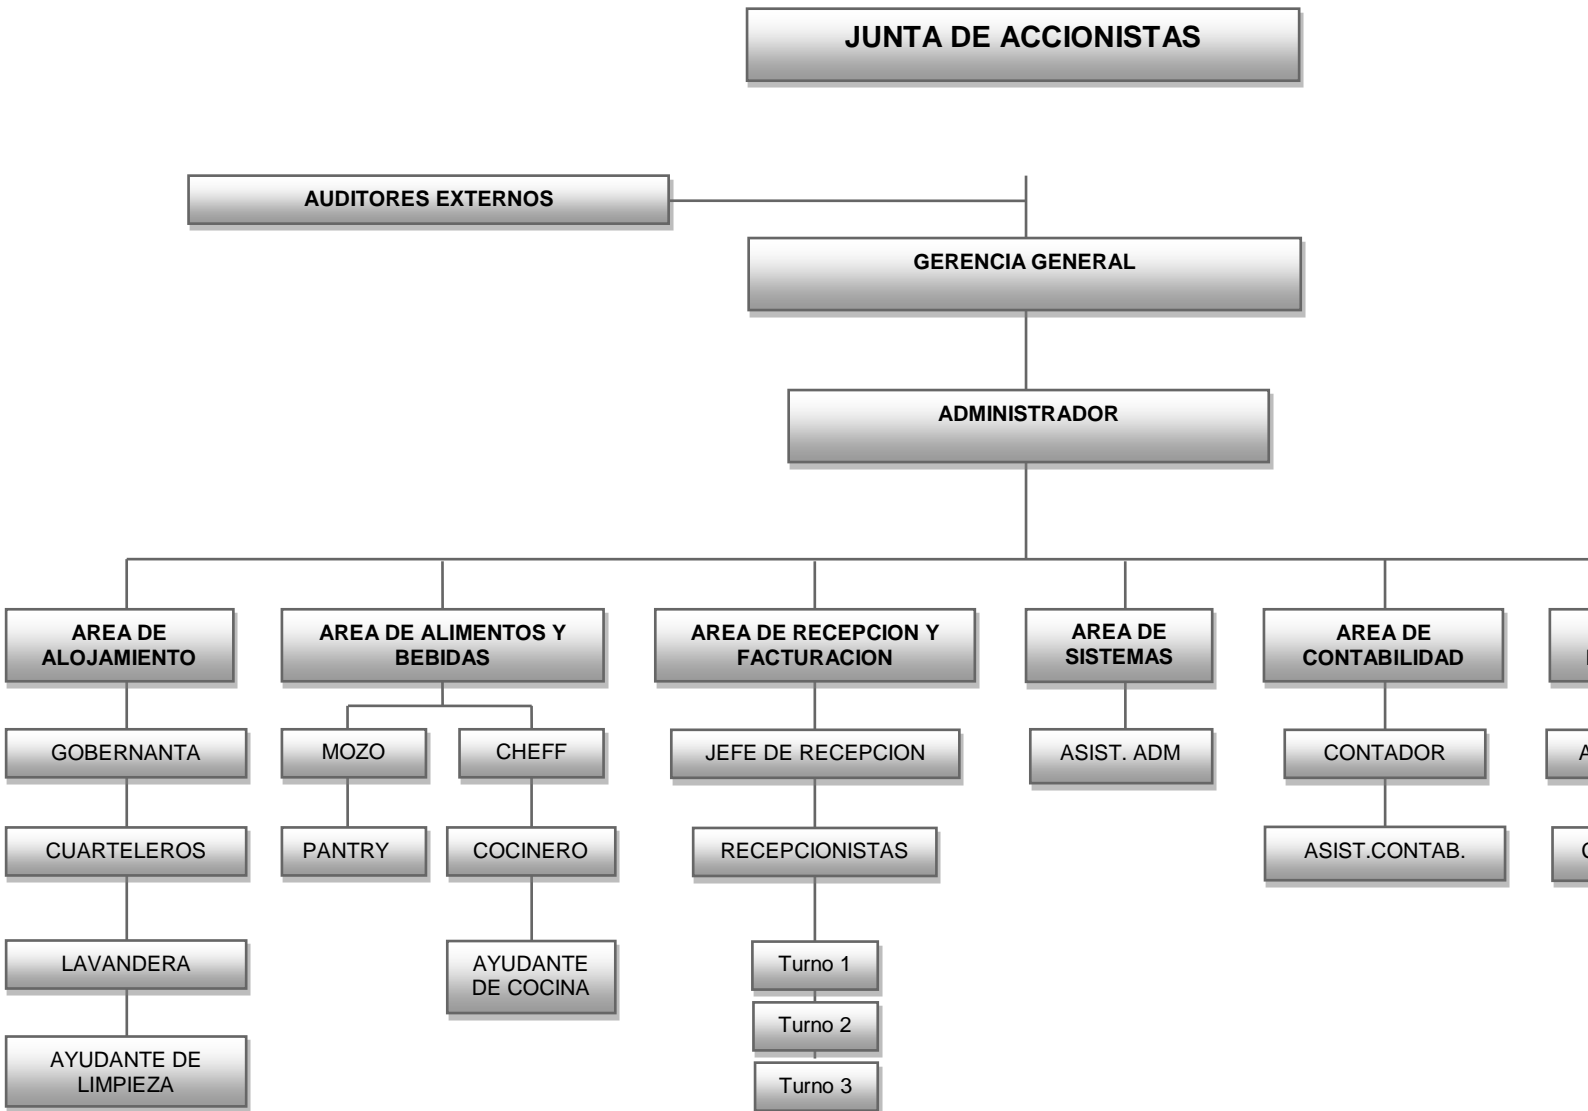 JUNTA DE ACCIONISTAS
AUDITORES EXTERNOS
GERENCIA GENERAL
ADMINISTRADOR
AREA DE
ALOJAMIENTO
AREA DE ALIMENTOS Y
BEBIDAS
AREA DE RECEPCION Y
FACTURACION
AREA DE
SISTEMAS
AREA DE
CONTABILIDAD
GOBERNANTA
MOZO
CHEFF
JEFE DE RECEPCION
ASIST. ADM
CONTADOR
CUARTELEROS
PANTRY
COCINERO
RECEPCIONISTAS
ASIST.CONTAB.
LAVANDERA
AYUDANTE
DE COCINA
Turno 1
Turno 2
AYUDANTE DE
LIMPIEZA
Turno 3